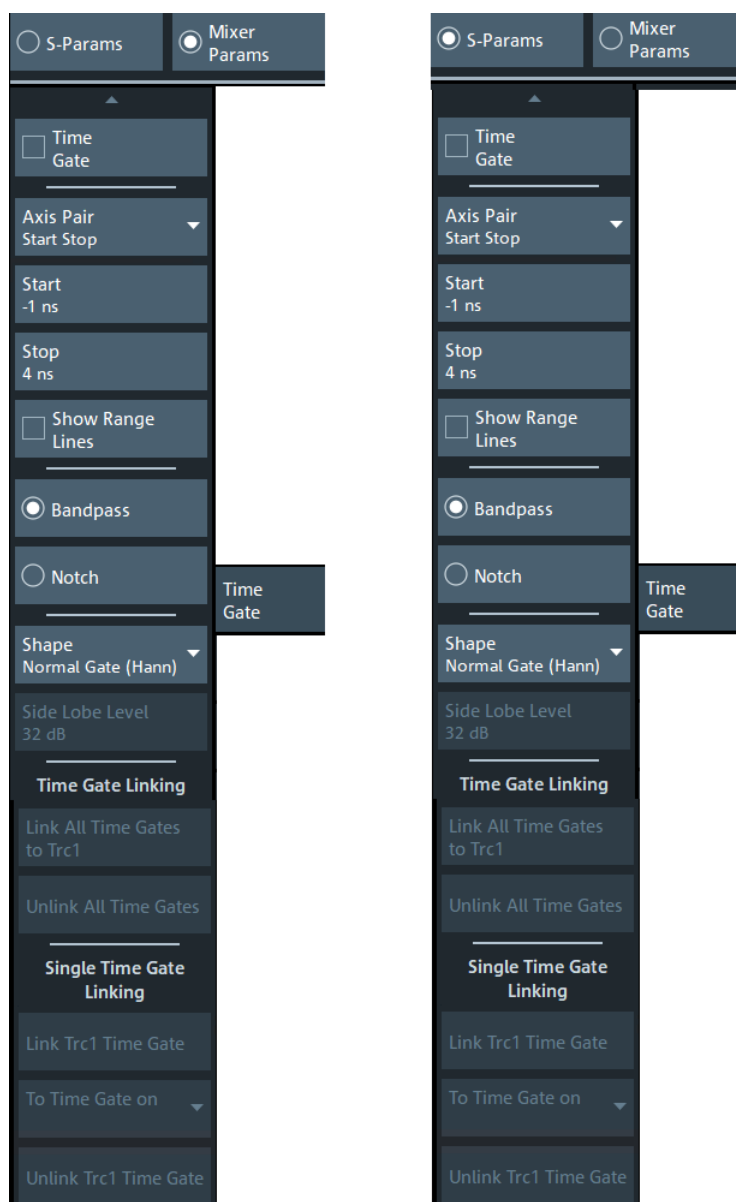 S-Params
Mixer
Params
Time
Gate
Axis Pair
Start Stop
Start
-1 ns
Stop
4 ns
Show Range
Lines
Bandpass
Notch
Time
Gate
Shape
Normal Gate (Hann)
Side Lobe Level
32 dB
Time Gate Linking
Link All Time Gates
to Trc1
Unlink All Time Gates
Single Time Gate
Linking
Link Trc1 Time Gate
To Time Gate on
Unlink Trc1 Time Gate
S-Params
Mixer
Params
Time
Gate
Axis Pair
Start Stop
Start
-1 ns
Stop
4 ns
Show Range
Lines
Bandpass
Notch
Time
Gate
Shape
Normal Gate (Hann)
Side Lobe Level
32 dB
Time Gate Linking
Link All Time Gates
to Trc1
Unlink All Time Gates
Single Time Gate
Linking
Link Trc1 Time Gate
To Time Gate on
Unlink Trc1 Time Gate